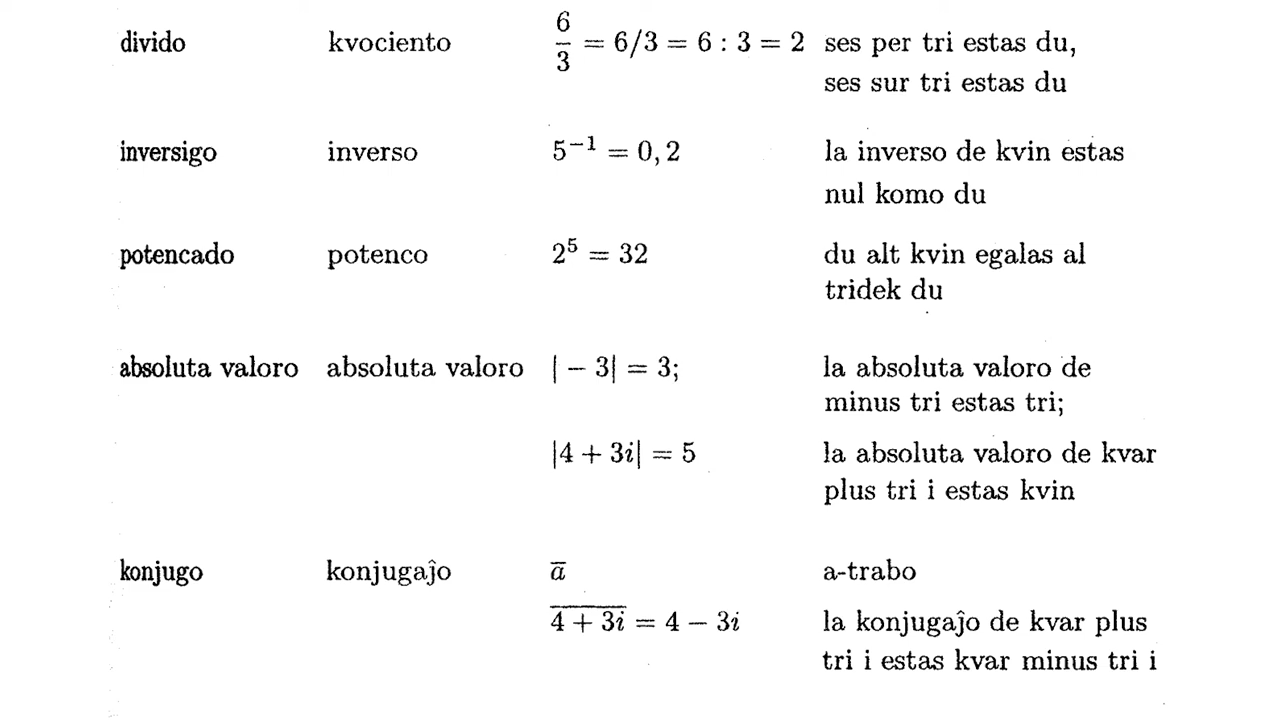 divido kvociento 6/3 = 6/3 = 6 : 3 = 2 ses per tri estas du,
ses sur tri estas du
inversigo inverso 5⁻¹ = 0,2 la inverso de kvin estas
nul komo du
potencado potenco 2⁵ = 32 du alt kvin egalas al
tridek du
absoluta valoro absoluta valoro | − 3| = 3; la absoluta valoro de
minus tri estas tri;
|4 + 3i| = 5 la absoluta valoro de kvar
plus tri i estas kvin
konjugo konjugaĵo a̅ a-trabo
4̅ ̅+̅ ̅3̅i̅ = 4 − 3i la konjugaĵo de kvar plus
tri i estas kvar minus tri i